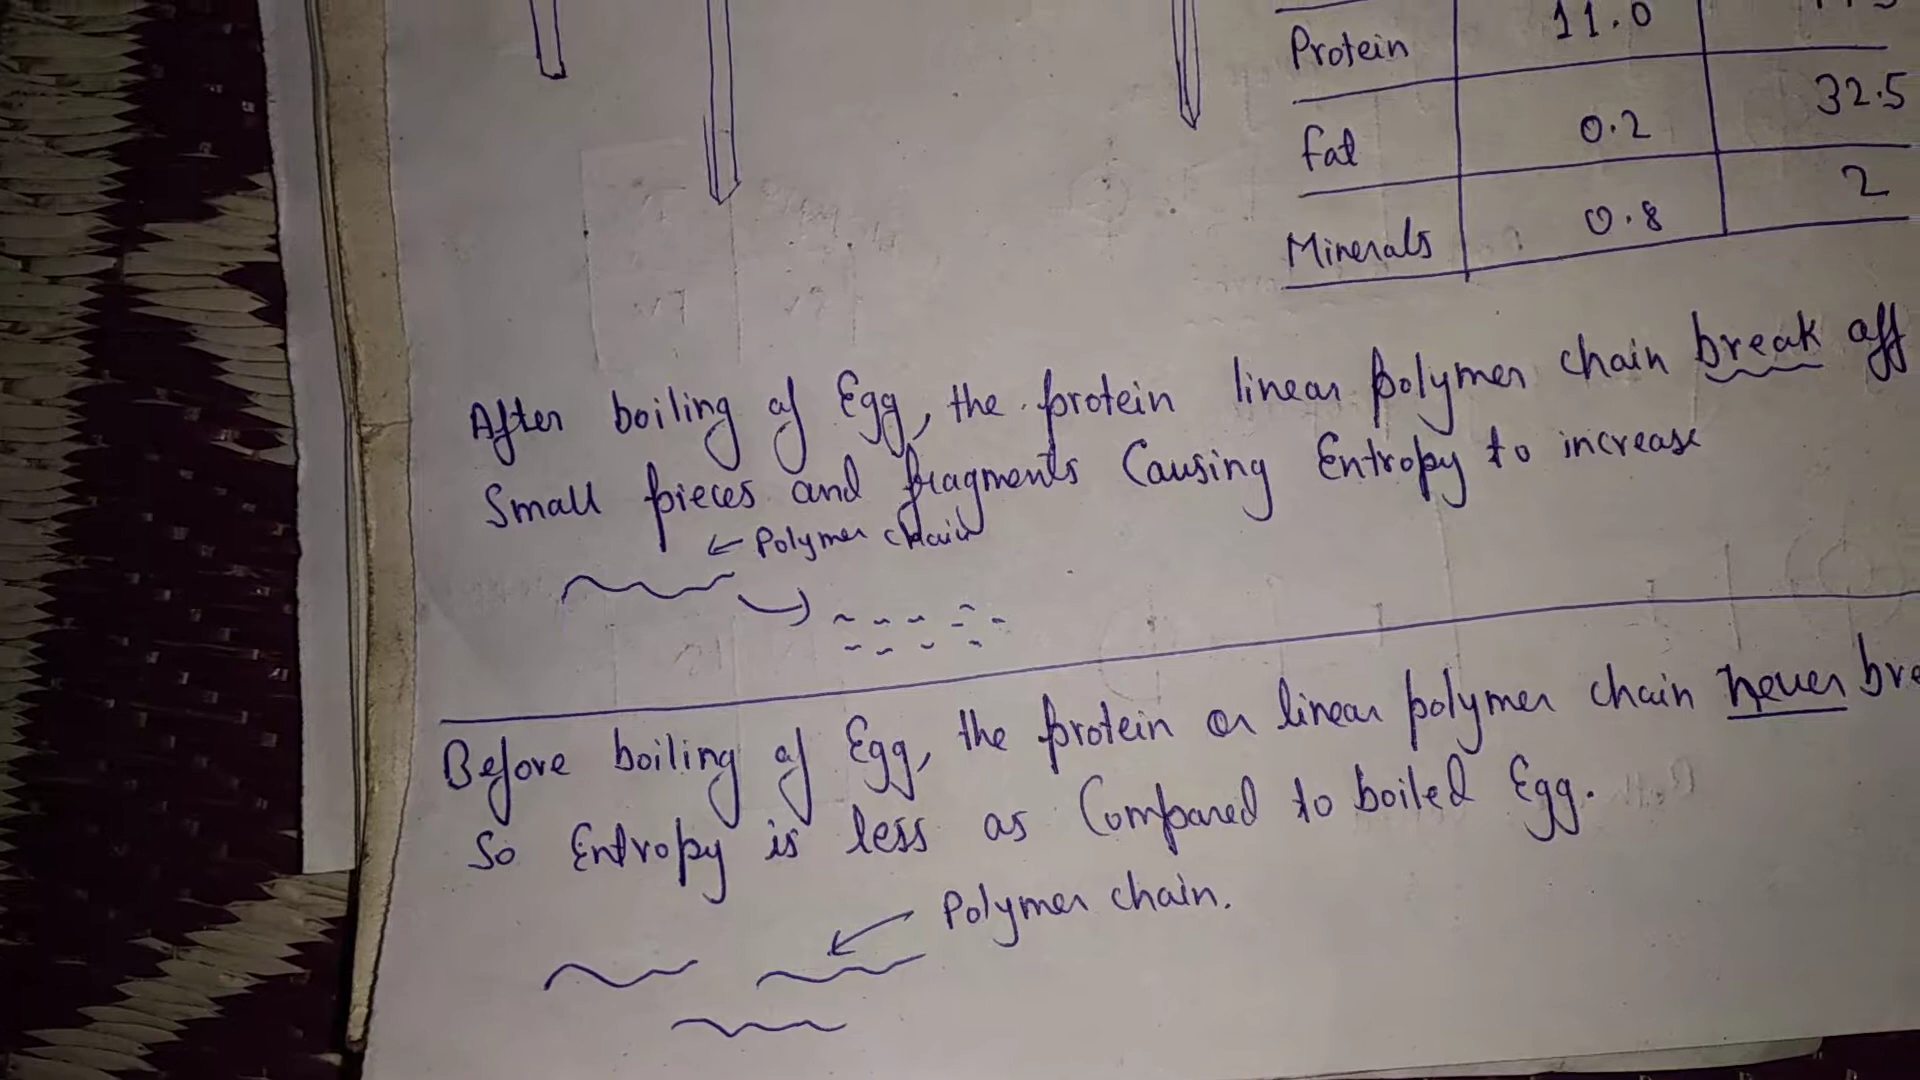 Protein 11.0
Fat 0.2 32.5
Minerals 0.8 2
After boiling of Egg, the protein linear polymer chain break off
Small pieces and fragments Causing Entropy to increase
Polymer chain
Before boiling of Egg, the protein or linear polymer chain never bre
So Entropy is less as Compared to boiled Egg.
Polymer chain.